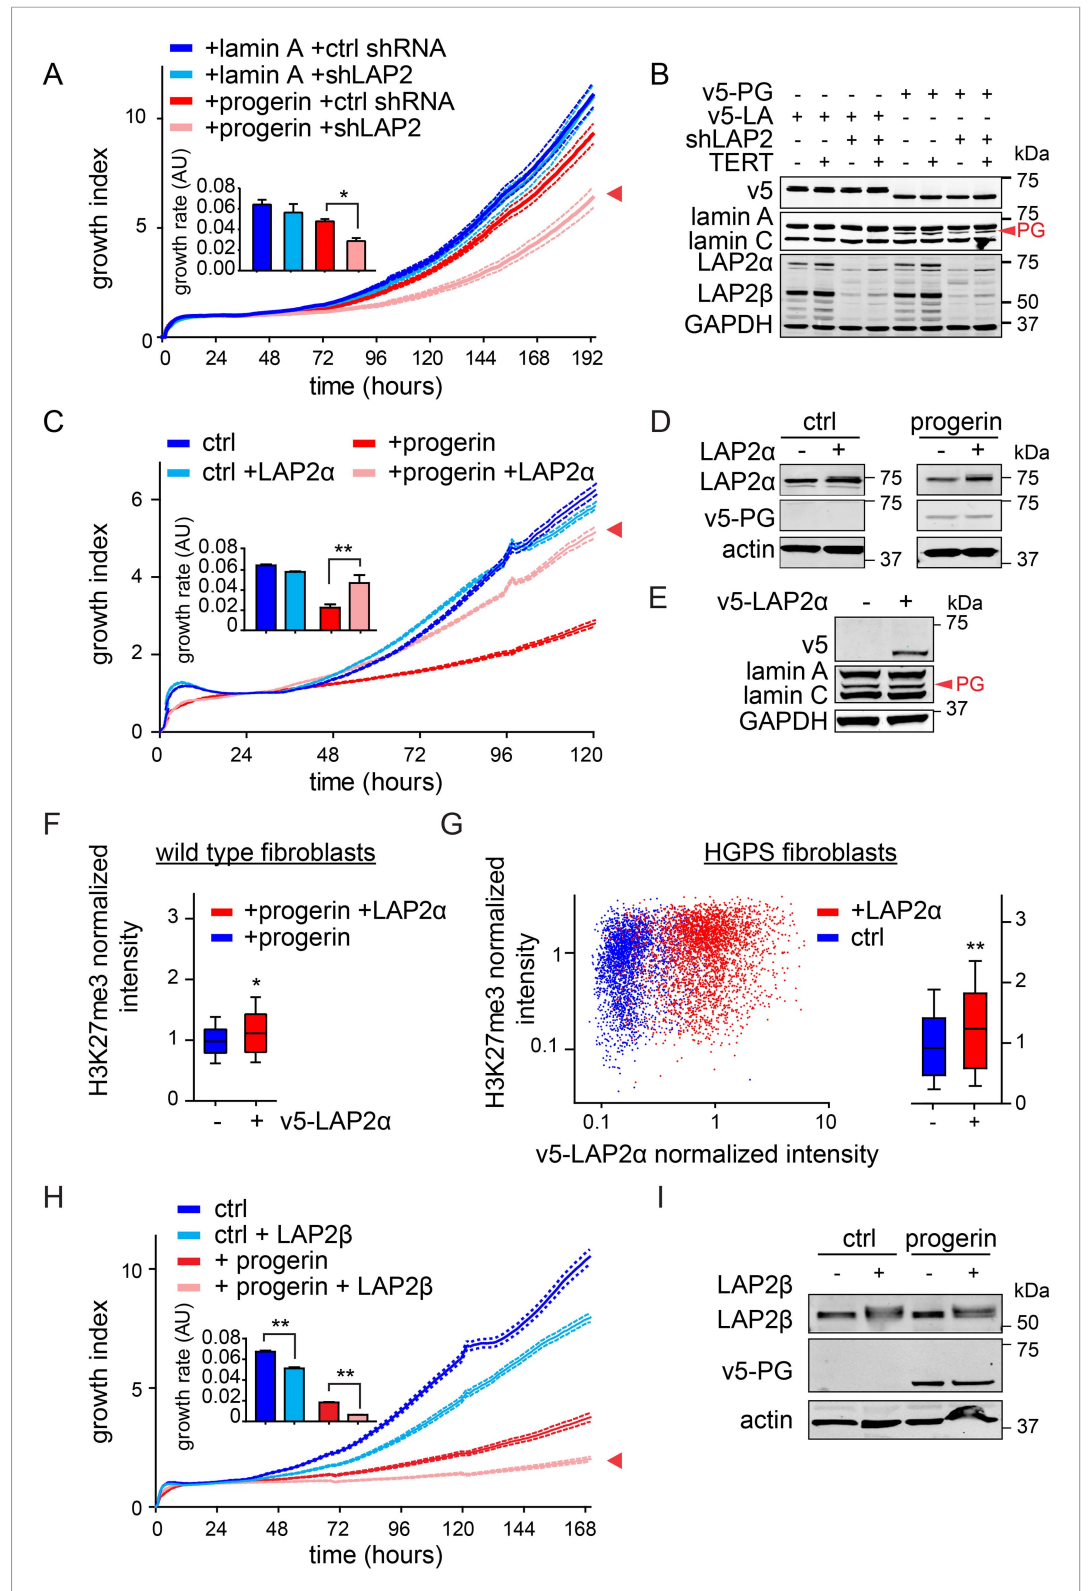 A
+lamin A +ctrl shRNA
+lamin A +shLAP2
+progerin +ctrl shRNA
+progerin +shLAP2
growth index
10
5
0
growth rate (AU)
0.08
0.06
0.04
0.02
0.00
*
0 24 48 72 96 120 144 168 192
time (hours)
B
v5-PG - - - - + + + +
v5-LA + + + + - - - -
shLAP2 - - + + - - + +
TERT - + - + - + - +
kDa
v5
75
lamin A
75
PG
lamin C
LAP2α
75
LAP2β
50
GAPDH
37
C
ctrl
ctrl +LAP2α
+progerin
+progerin +LAP2α
growth index
6
4
2
0
growth rate (AU)
0.08
0.06
0.04
0.02
**
0 24 48 72 96 120
time (hours)
D
ctrl progerin
LAP2α - + - + kDa
LAP2α 75 75
v5-PG 75 75
actin 37 37
E
v5-LAP2α - + kDa
75
v5
lamin A
PG
lamin C
37
GAPDH
F
wild type fibroblasts
H3K27me3 normalized
intensity
3
2
1
0
+progerin +LAP2α
+progerin
*
- + v5-LAP2α
G
HGPS fibroblasts
H3K27me3 normalized
intensity
1
0.1
0.1 1 10
v5-LAP2α normalized intensity
+LAP2α
ctrl
**
3
2
1
0
- +
H
ctrl
ctrl + LAP2β
+ progerin
+ progerin + LAP2β
growth index
10
5
0
growth rate (AU)
0.08
0.06
0.04
0.02
0
**
**
0 24 48 72 96 120 144 168
time (hours)
I
ctrl progerin
LAP2β - + - + kDa
LAP2β
50
75
v5-PG
actin
37